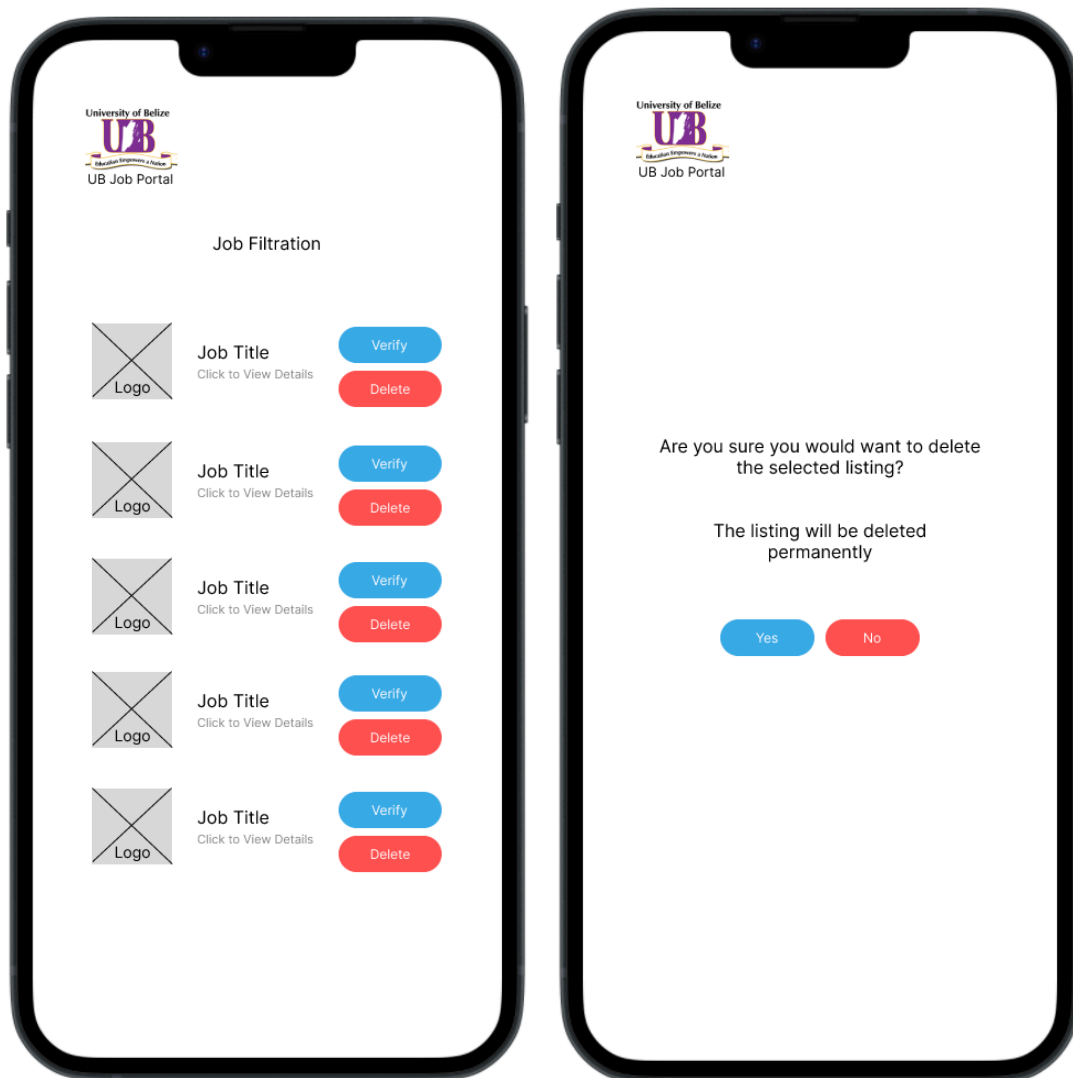 University of Belize
UB
Education Empowers a Nation
UB Job Portal
Job Filtration
Logo
Job Title
Click to View Details
Verify
Delete
Logo
Job Title
Click to View Details
Verify
Delete
Logo
Job Title
Click to View Details
Verify
Delete
Logo
Job Title
Click to View Details
Verify
Delete
Logo
Job Title
Click to View Details
Verify
Delete
University of Belize
UB
Education Empowers a Nation
UB Job Portal
Are you sure you would want to delete
the selected listing?
The listing will be deleted
permanently
Yes
No